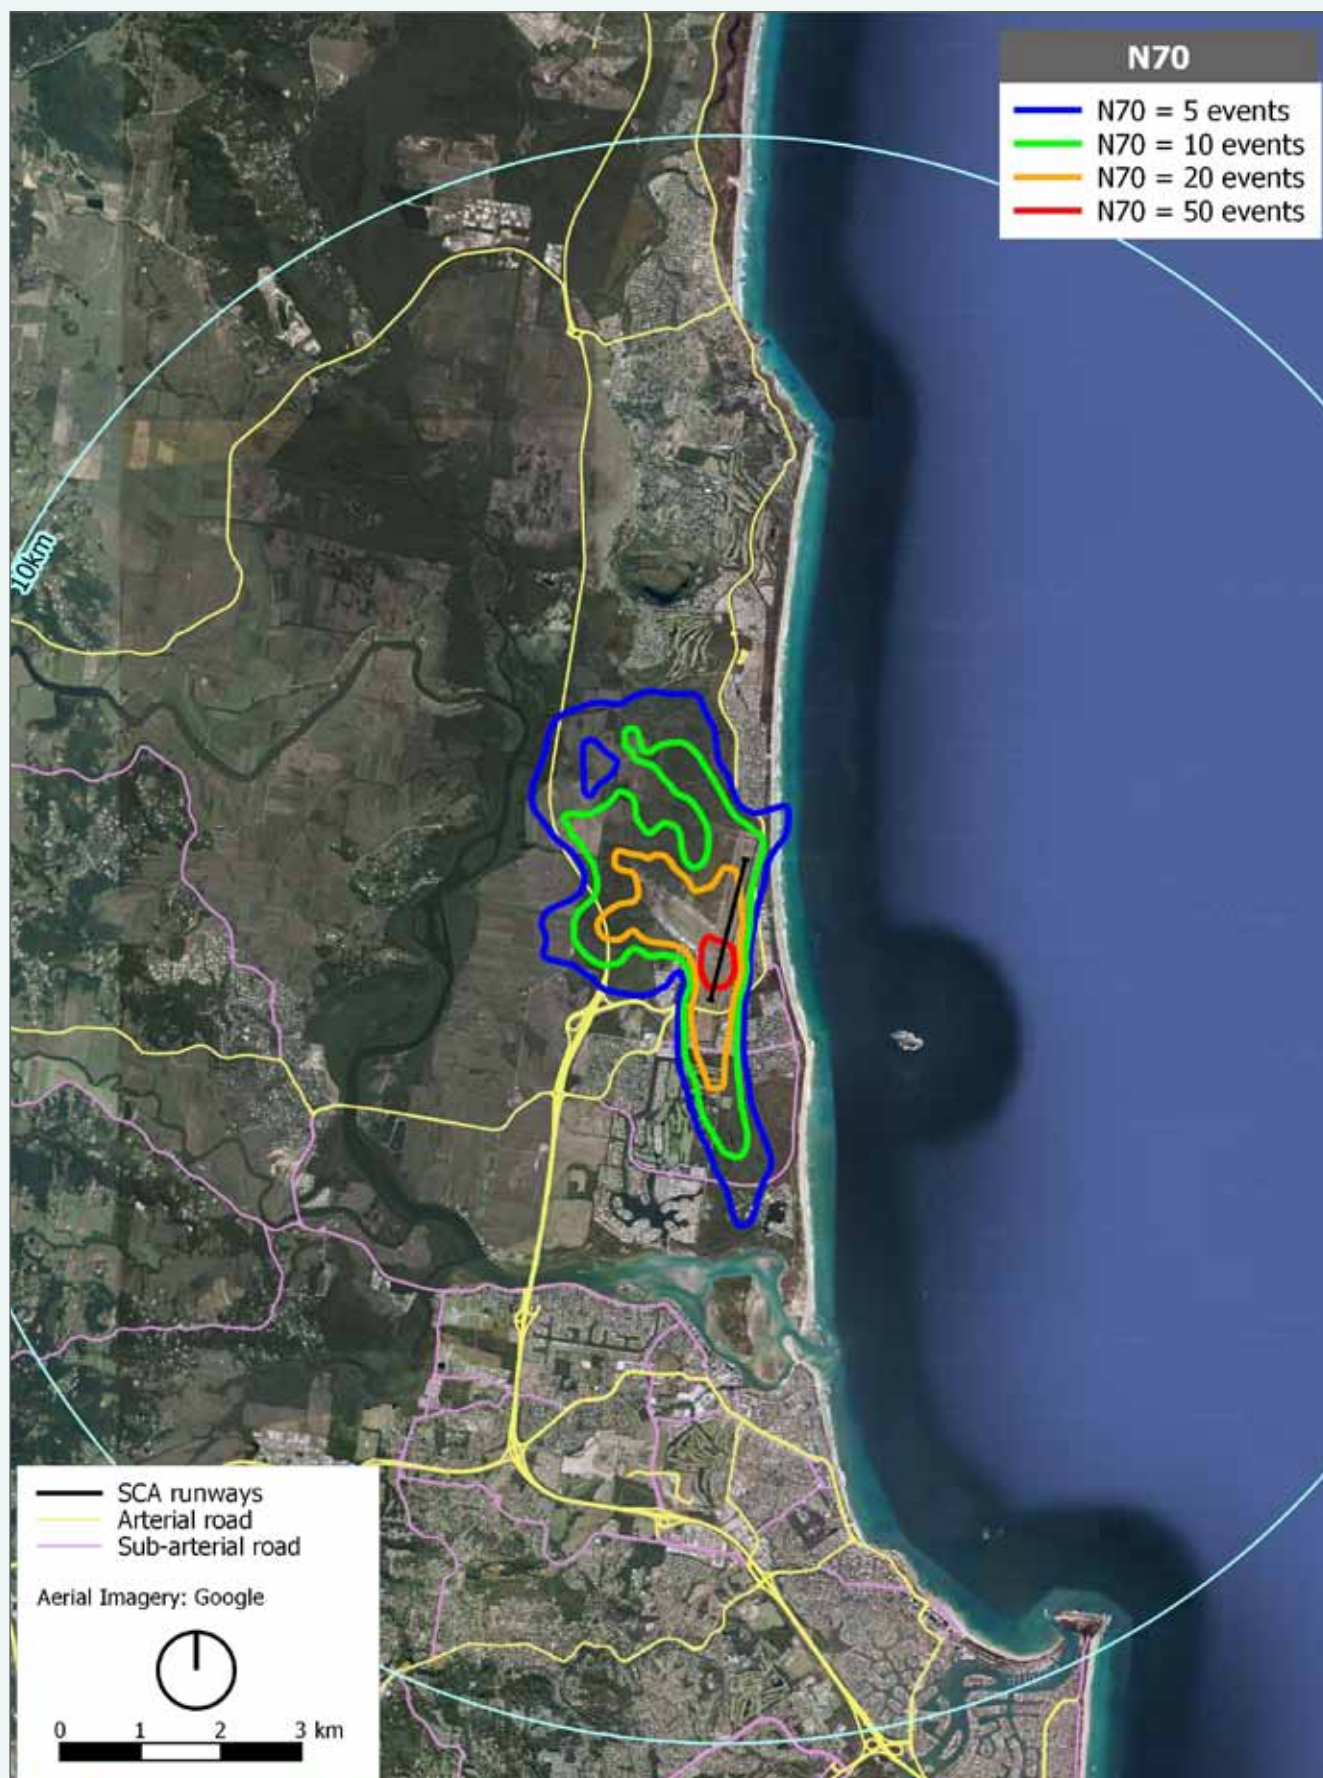 N70
N70 = 5 events
N70 = 10 events
N70 = 20 events
N70 = 50 events
10km
SCA runways
Arterial road
Sub-arterial road
Aerial Imagery: Google
0 1 2 3 km